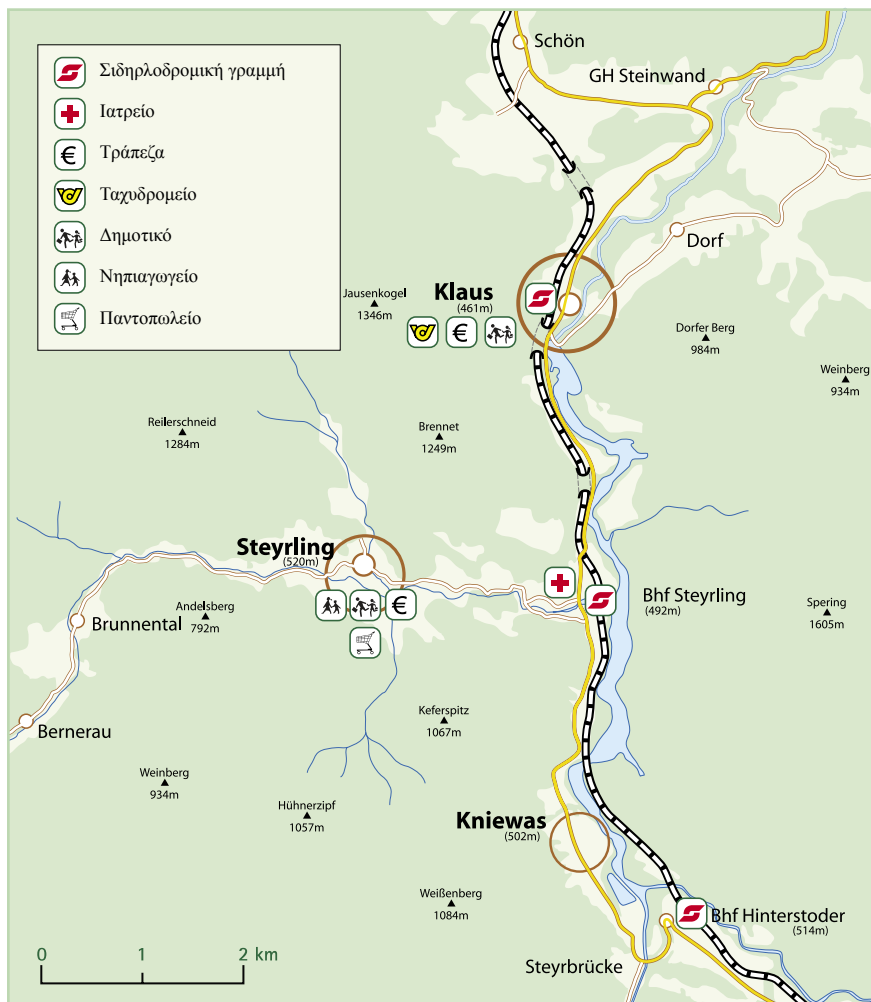 Σιδηρλοδρομική γραμμή
Ιατρείο
€
Τράπεζα
Ταχυδρομείο
Δημοτικό
Νηπιαγωγείο
Παντοπωλείο
Schön
GH Steinwand
Dorf
Klaus
(461m)
€
Jausenkogel
1346m
Dorfer Berg
984m
Weinberg
934m
Reilerschneid
1284m
Brennet
1249m
Steyrling
(520m)
€
Bhf Steyrling
(492m)
Andelsberg
792m
Spering
1605m
Brunnental
Bernerau
Keferspitz
1067m
Weinberg
934m
Hühnerzipf
1057m
Kniewas
(502m)
Weißenberg
1084m
Bhf Hinterstoder
(514m)
Steyrbrücke
0 1 2 km